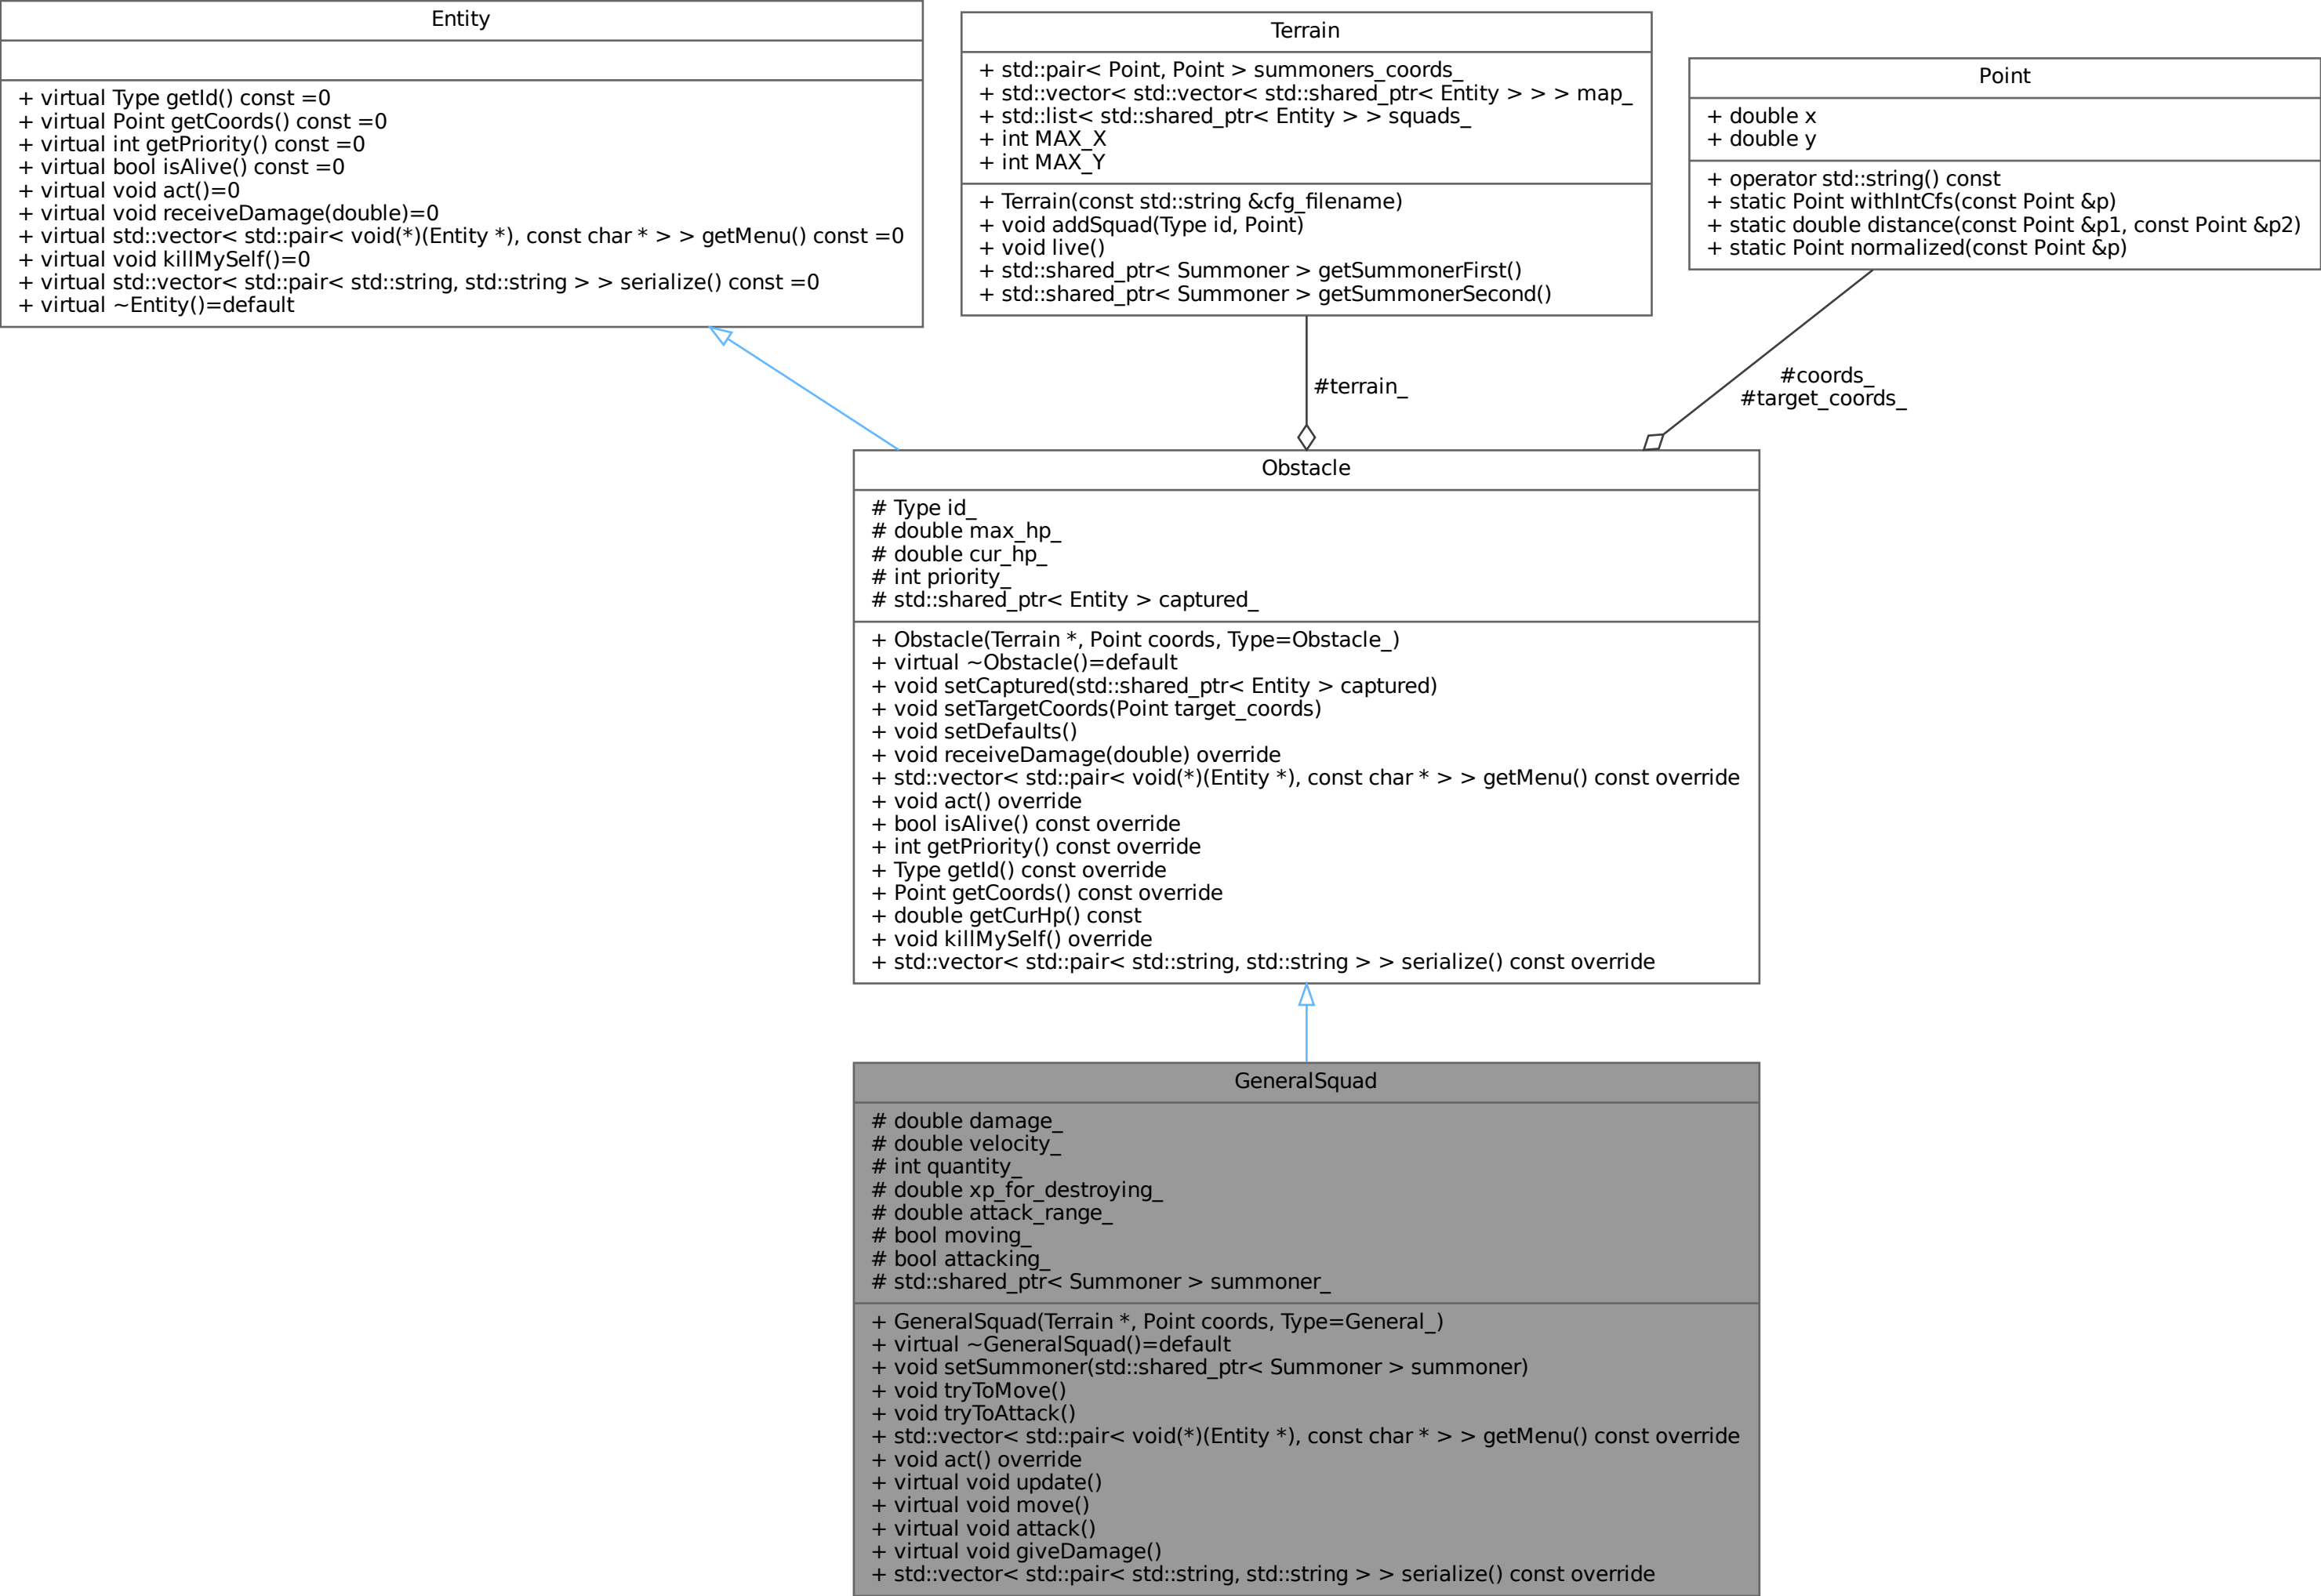 Entity
+ virtual Type getId() const =0
+ virtual Point getCoords() const =0
+ virtual int getPriority() const =0
+ virtual bool isAlive() const =0
+ virtual void act()=0
+ virtual void receiveDamage(double)=0
+ virtual std::vector< std::pair< void(*)(Entity *), const char * > > getMenu() const =0
+ virtual void killMySelf()=0
+ virtual std::vector< std::pair< std::string, std::string > > serialize() const =0
+ virtual ~Entity()=default
Terrain
+ std::pair< Point, Point > summoners_coords_
+ std::vector< std::vector< std::shared_ptr< Entity > > > map_
+ std::list< std::shared_ptr< Entity > > squads_
+ int MAX_X
+ int MAX_Y
+ Terrain(const std::string &cfg_filename)
+ void addSquad(Type id, Point)
+ void live()
+ std::shared_ptr< Summoner > getSummonerFirst()
+ std::shared_ptr< Summoner > getSummonerSecond()
Point
+ double x
+ double y
+ operator std::string() const
+ static Point withIntCfs(const Point &p)
+ static double distance(const Point &p1, const Point &p2)
+ static Point normalized(const Point &p)
#terrain_
#coords_
#target_coords_
Obstacle
# Type id_
# double max_hp_
# double cur_hp_
# int priority_
# std::shared_ptr< Entity > captured_
+ Obstacle(Terrain *, Point coords, Type=Obstacle_)
+ virtual ~Obstacle()=default
+ void setCaptured(std::shared_ptr< Entity > captured)
+ void setTargetCoords(Point target_coords)
+ void setDefaults()
+ void receiveDamage(double) override
+ std::vector< std::pair< void(*)(Entity *), const char * > > getMenu() const override
+ void act() override
+ bool isAlive() const override
+ int getPriority() const override
+ Type getId() const override
+ Point getCoords() const override
+ double getCurHp() const
+ void killMySelf() override
+ std::vector< std::pair< std::string, std::string > > serialize() const override
GeneralSquad
# double damage_
# double velocity_
# int quantity_
# double xp_for_destroying_
# double attack_range_
# bool moving_
# bool attacking_
# std::shared_ptr< Summoner > summoner_
+ GeneralSquad(Terrain *, Point coords, Type=General_)
+ virtual ~GeneralSquad()=default
+ void setSummoner(std::shared_ptr< Summoner > summoner)
+ void tryToMove()
+ void tryToAttack()
+ std::vector< std::pair< void(*)(Entity *), const char * > > getMenu() const override
+ void act() override
+ virtual void update()
+ virtual void move()
+ virtual void attack()
+ virtual void giveDamage()
+ std::vector< std::pair< std::string, std::string > > serialize() const override